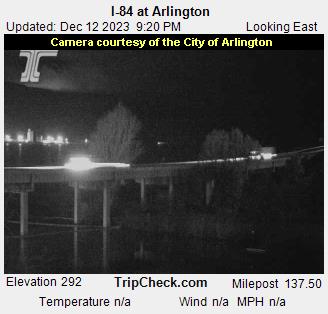 I-84 at Arlington
Updated: Dec 12 2023 9:20 PM Looking East
Camera courtesy of the City of Arlington
Elevation 292 TripCheck.com Milepost 137.50
Temperature n/a Wind n/a MPH n/a